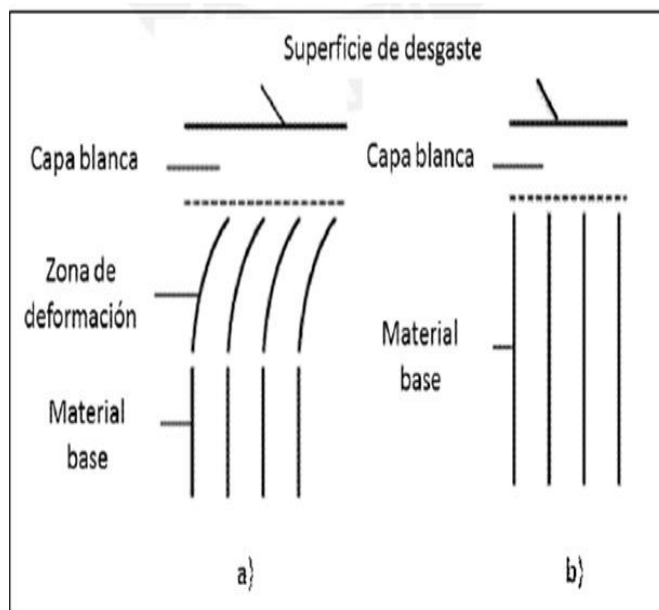 Superficie de desgaste
Capa blanca
Zona de
deformación
Material
base
a)
Capa blanca
Material
base
b)